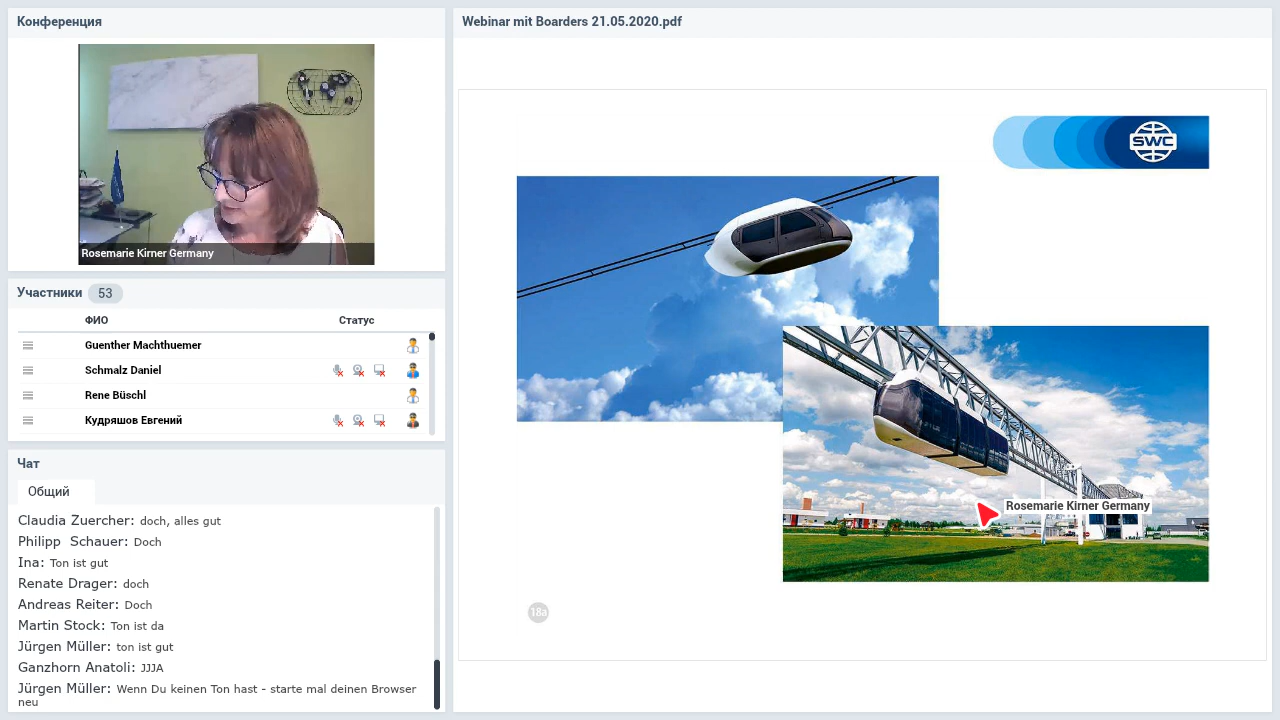 Конференция
Rosemarie Kirner Germany
Участники 53
ФИО Статус
Guenther Machthuemer
Schmalz Daniel
Rene Büschl
Кудряшов Евгений
Чат
Общий
Claudia Zuercher: doch, alles gut
Philipp Schauer: Doch
Ina: Ton ist gut
Renate Drager: doch
Andreas Reiter: Doch
Martin Stock: Ton ist da
Jürgen Müller: ton ist gut
Ganzhorn Anatoli: JJJA
Jürgen Müller: Wenn Du keinen Ton hast - starte mal deinen Browser
neu
Webinar mit Boarders 21.05.2020.pdf
SWC
Rosemarie Kirner Germany
18a